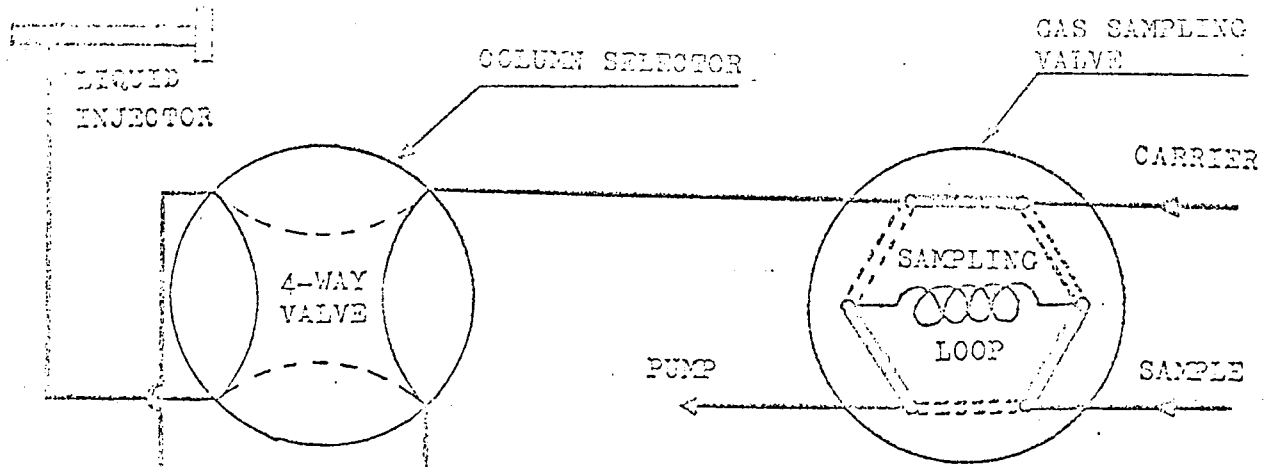 GAS SAMPLING
VALVE
COLUMN SELECTOR
LIQUID
INJECTOR
CARRIER
4-WAY
VALVE
SAMPLING
LOOP
PUMP
SAMPLE